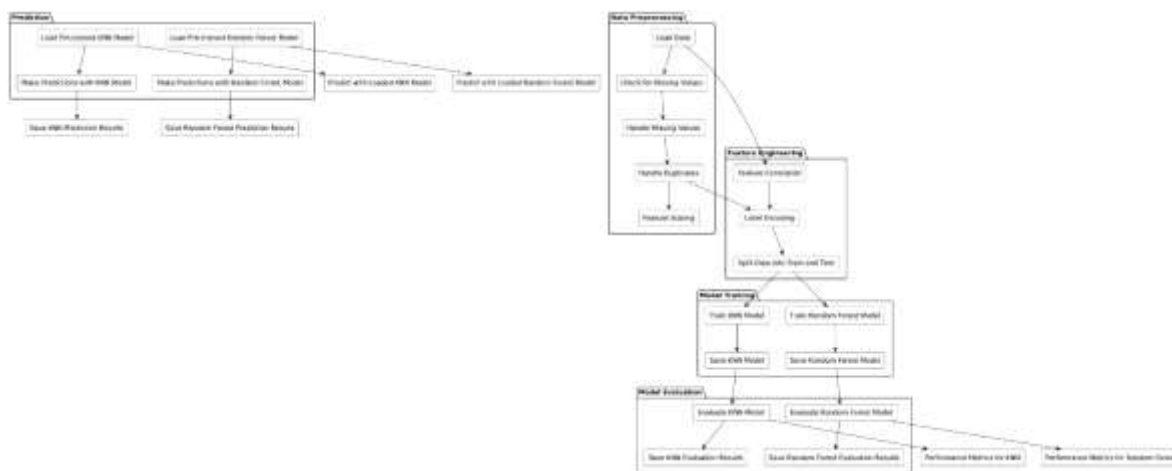 Prediction
Load Pre-trained KNN Model
Load Pre-trained Random Forest Model
Make Predictions with KNN Model
Make Predictions with Random Forest Model
Predict with Loaded KNN Model
Predict with Loaded Random Forest Model
Save KNN Prediction Results
Save Random Forest Prediction Results
Data Preprocessing
Load Data
Check for Missing Values
Handle Missing Values
Handle Duplicates
Feature Scaling
Feature Engineering
Feature Correlation
Label Encoding
Split Data into Train and Test
Model Training
Train KNN Model
Train Random Forest Model
Save KNN Model
Save Random Forest Model
Model Evaluation
Evaluate KNN Model
Evaluate Random Forest Model
Save KNN Evaluation Results
Save Random Forest Evaluation Results
Performance Metrics for KNN
Performance Metrics for Random Forest